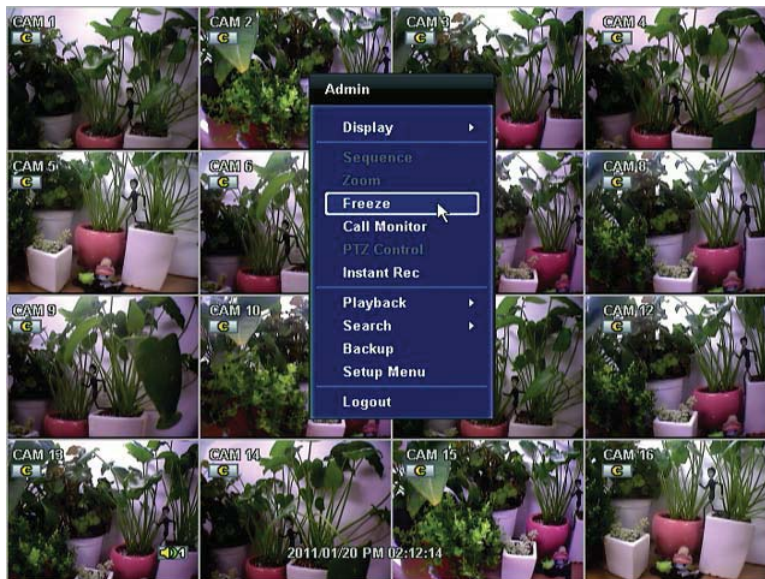 CAM 1
CAM 2
CAM 3
CAM 4
C
C
C
C
Admin
Display
Sequence
Zoom
Freeze
Call Monitor
PTZ Control
Instant Rec
Playback
Search
Backup
Setup Menu
Logout
CAM 5
CAM 6
CAM 8
C
C
C
CAM 9
CAM 10
CAM 12
C
C
C
CAM 13
CAM 14
CAM 15
CAM 16
C
C
C
C
1
2011/01/20 PM 02:12:14